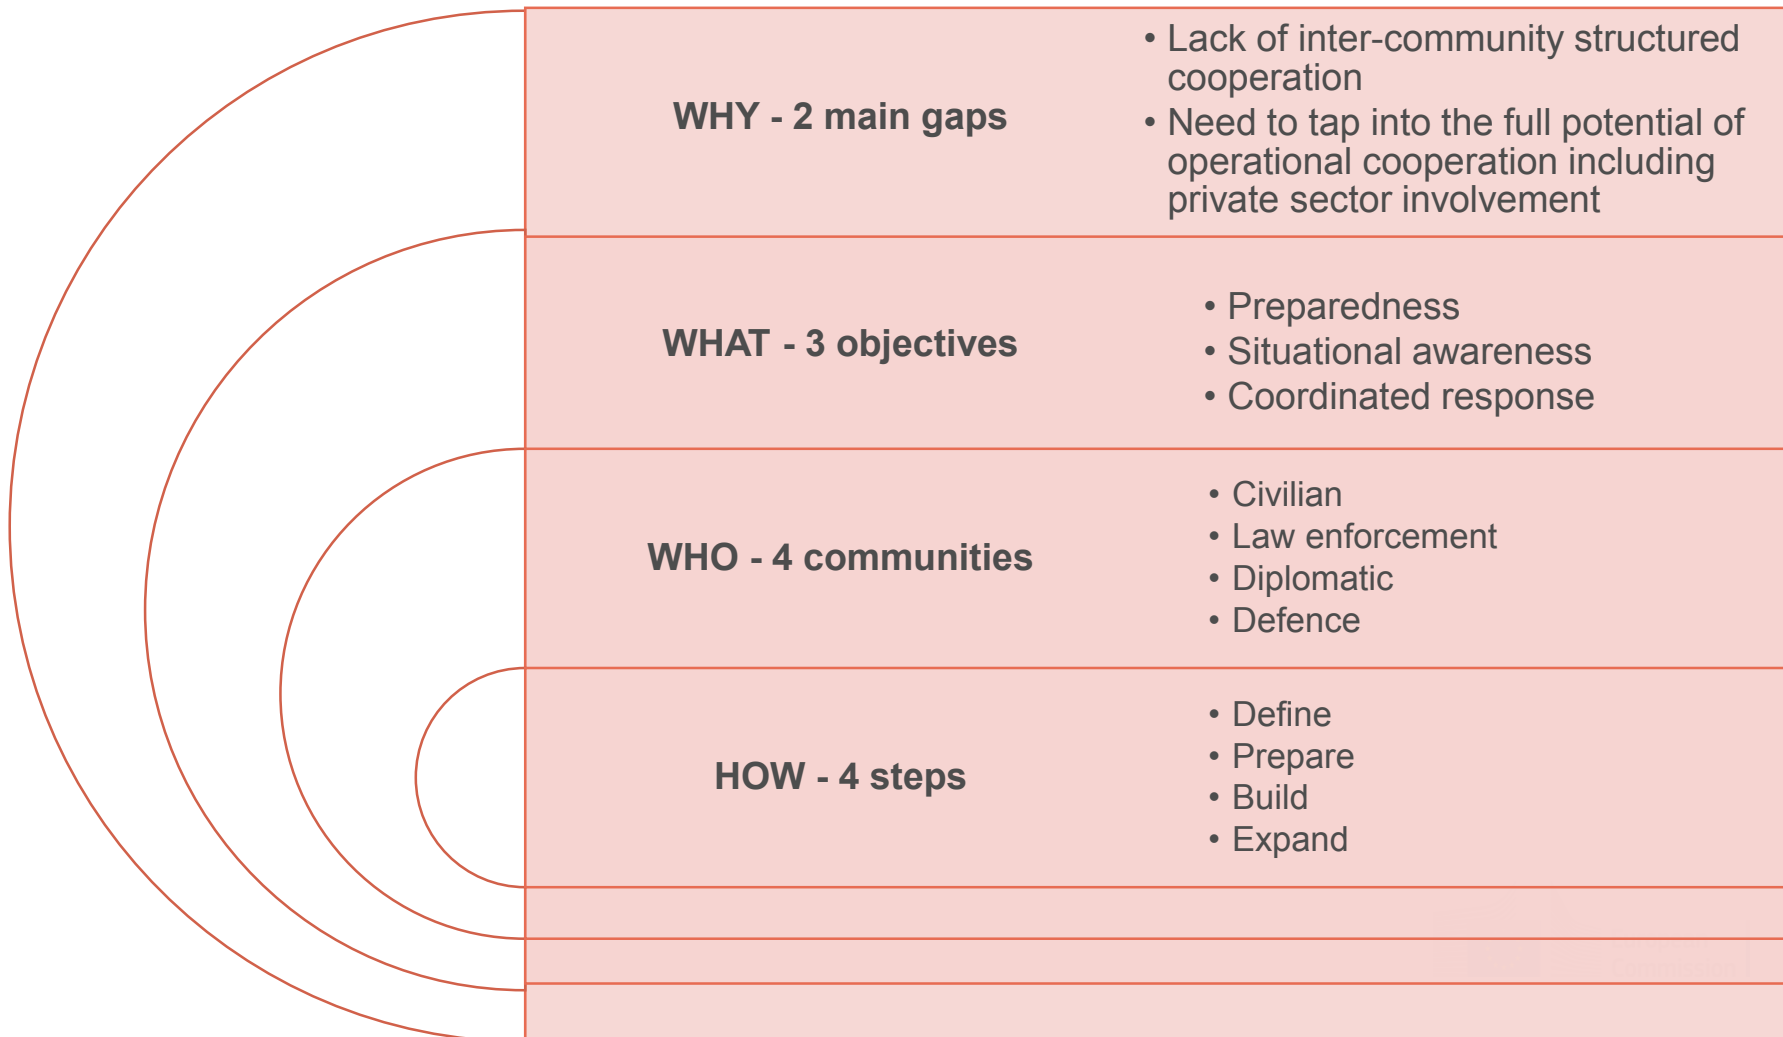 WHY - 2 main gaps
• Lack of inter-community structured
cooperation
• Need to tap into the full potential of
operational cooperation including
private sector involvement
WHAT - 3 objectives
• Preparedness
• Situational awareness
• Coordinated response
WHO - 4 communities
• Civilian
• Law enforcement
• Diplomatic
• Defence
HOW - 4 steps
• Define
• Prepare
• Build
• Expand